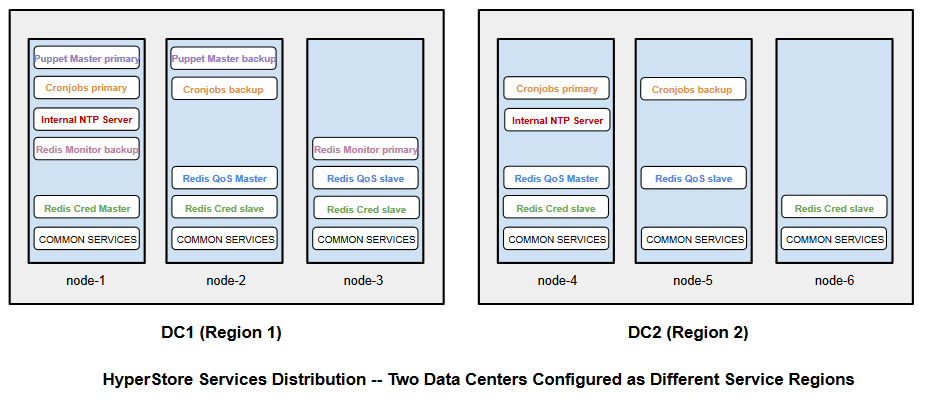 Puppet Master primary
Cronjobs primary
Internal NTP Server
Redis Monitor backup
Redis Cred Master
COMMON SERVICES
node-1
Puppet Master backup
Cronjobs backup
Redis QoS Master
Redis Cred slave
COMMON SERVICES
node-2
Redis Monitor primary
Redis QoS slave
Redis Cred slave
COMMON SERVICES
node-3
DC1 (Region 1)
Cronjobs primary
Internal NTP Server
Redis QoS Master
Redis Cred slave
COMMON SERVICES
node-4
Cronjobs backup
Redis QoS slave
COMMON SERVICES
node-5
Redis Cred slave
COMMON SERVICES
node-6
DC2 (Region 2)
HyperStore Services Distribution -- Two Data Centers Configured as Different Service Regions